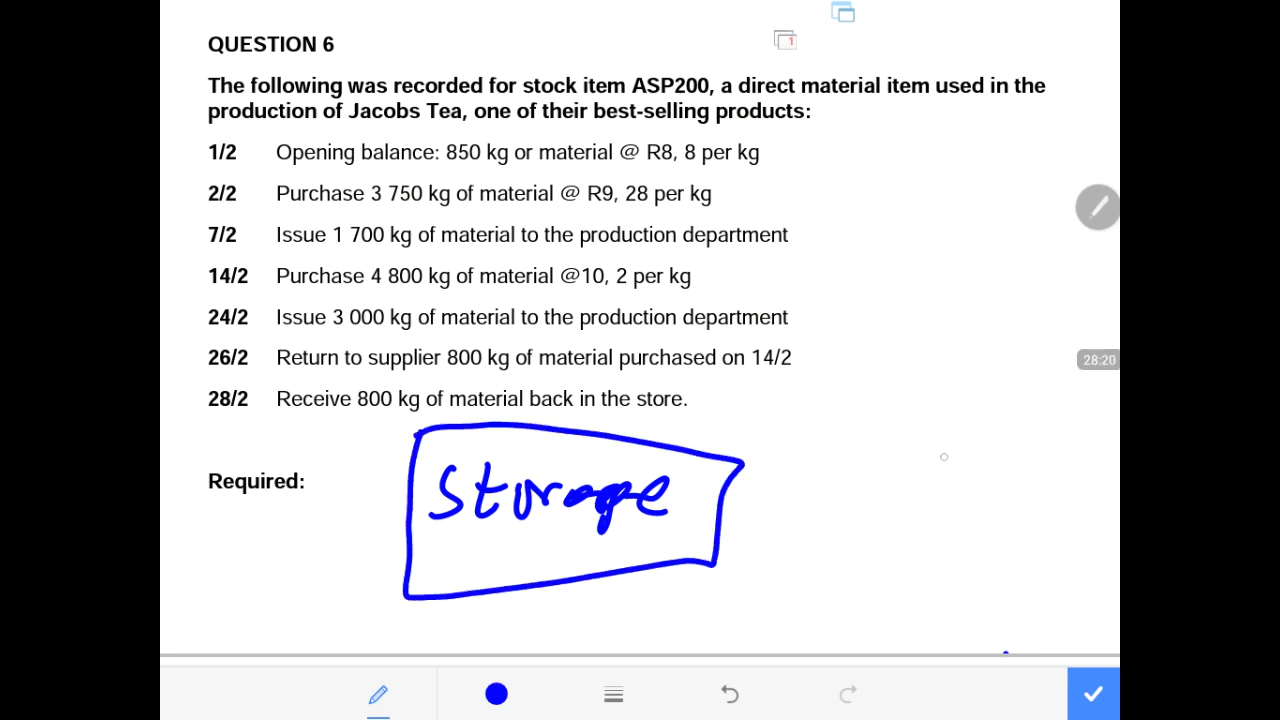 1
QUESTION 6
The following was recorded for stock item ASP200, a direct material item used in the
production of Jacobs Tea, one of their best-selling products:
1/2 Opening balance: 850 kg or material @ R8, 8 per kg
2/2 Purchase 3 750 kg of material @ R9, 28 per kg
7/2 Issue 1 700 kg of material to the production department
14/2 Purchase 4 800 kg of material @10, 2 per kg
24/2 Issue 3 000 kg of material to the production department
26/2 Return to supplier 800 kg of material purchased on 14/2
28:20
28/2 Receive 800 kg of material back in the store.
Required:
Storage